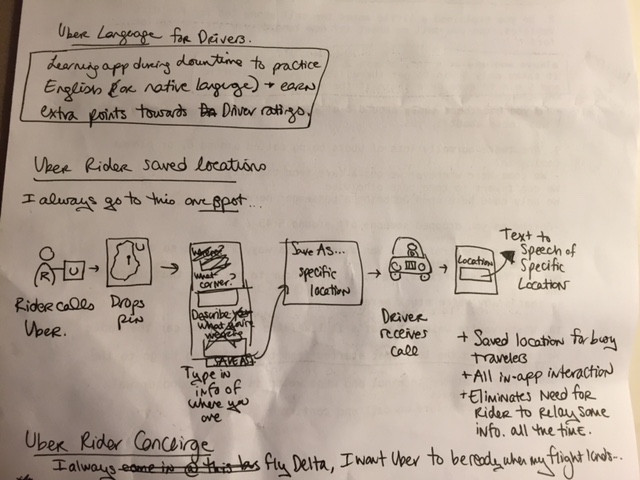 Uber Language for Drivers.
Learning app during downtime to practice
English (or native language) + EARN
extra points towards Driver ratings.
Uber Rider saved locations
I always go to this one spot...
R
U
U
what
corner?
Describe
what
SAVE AS
Save As...
specific
location
U
Location
Text to
Speech of
Specific
Location
Rider calls
Uber.
Drops
pin
Type in
info of
where you
are
Driver
receives
call
+ Saved location for busy
travelers
+ All in-app interaction
+ Eliminates need for
Rider to relay same
info. all the time.
Uber Rider Conceirge
I always came in @ this fly Delta, I want Uber to be ready when my flight lands...